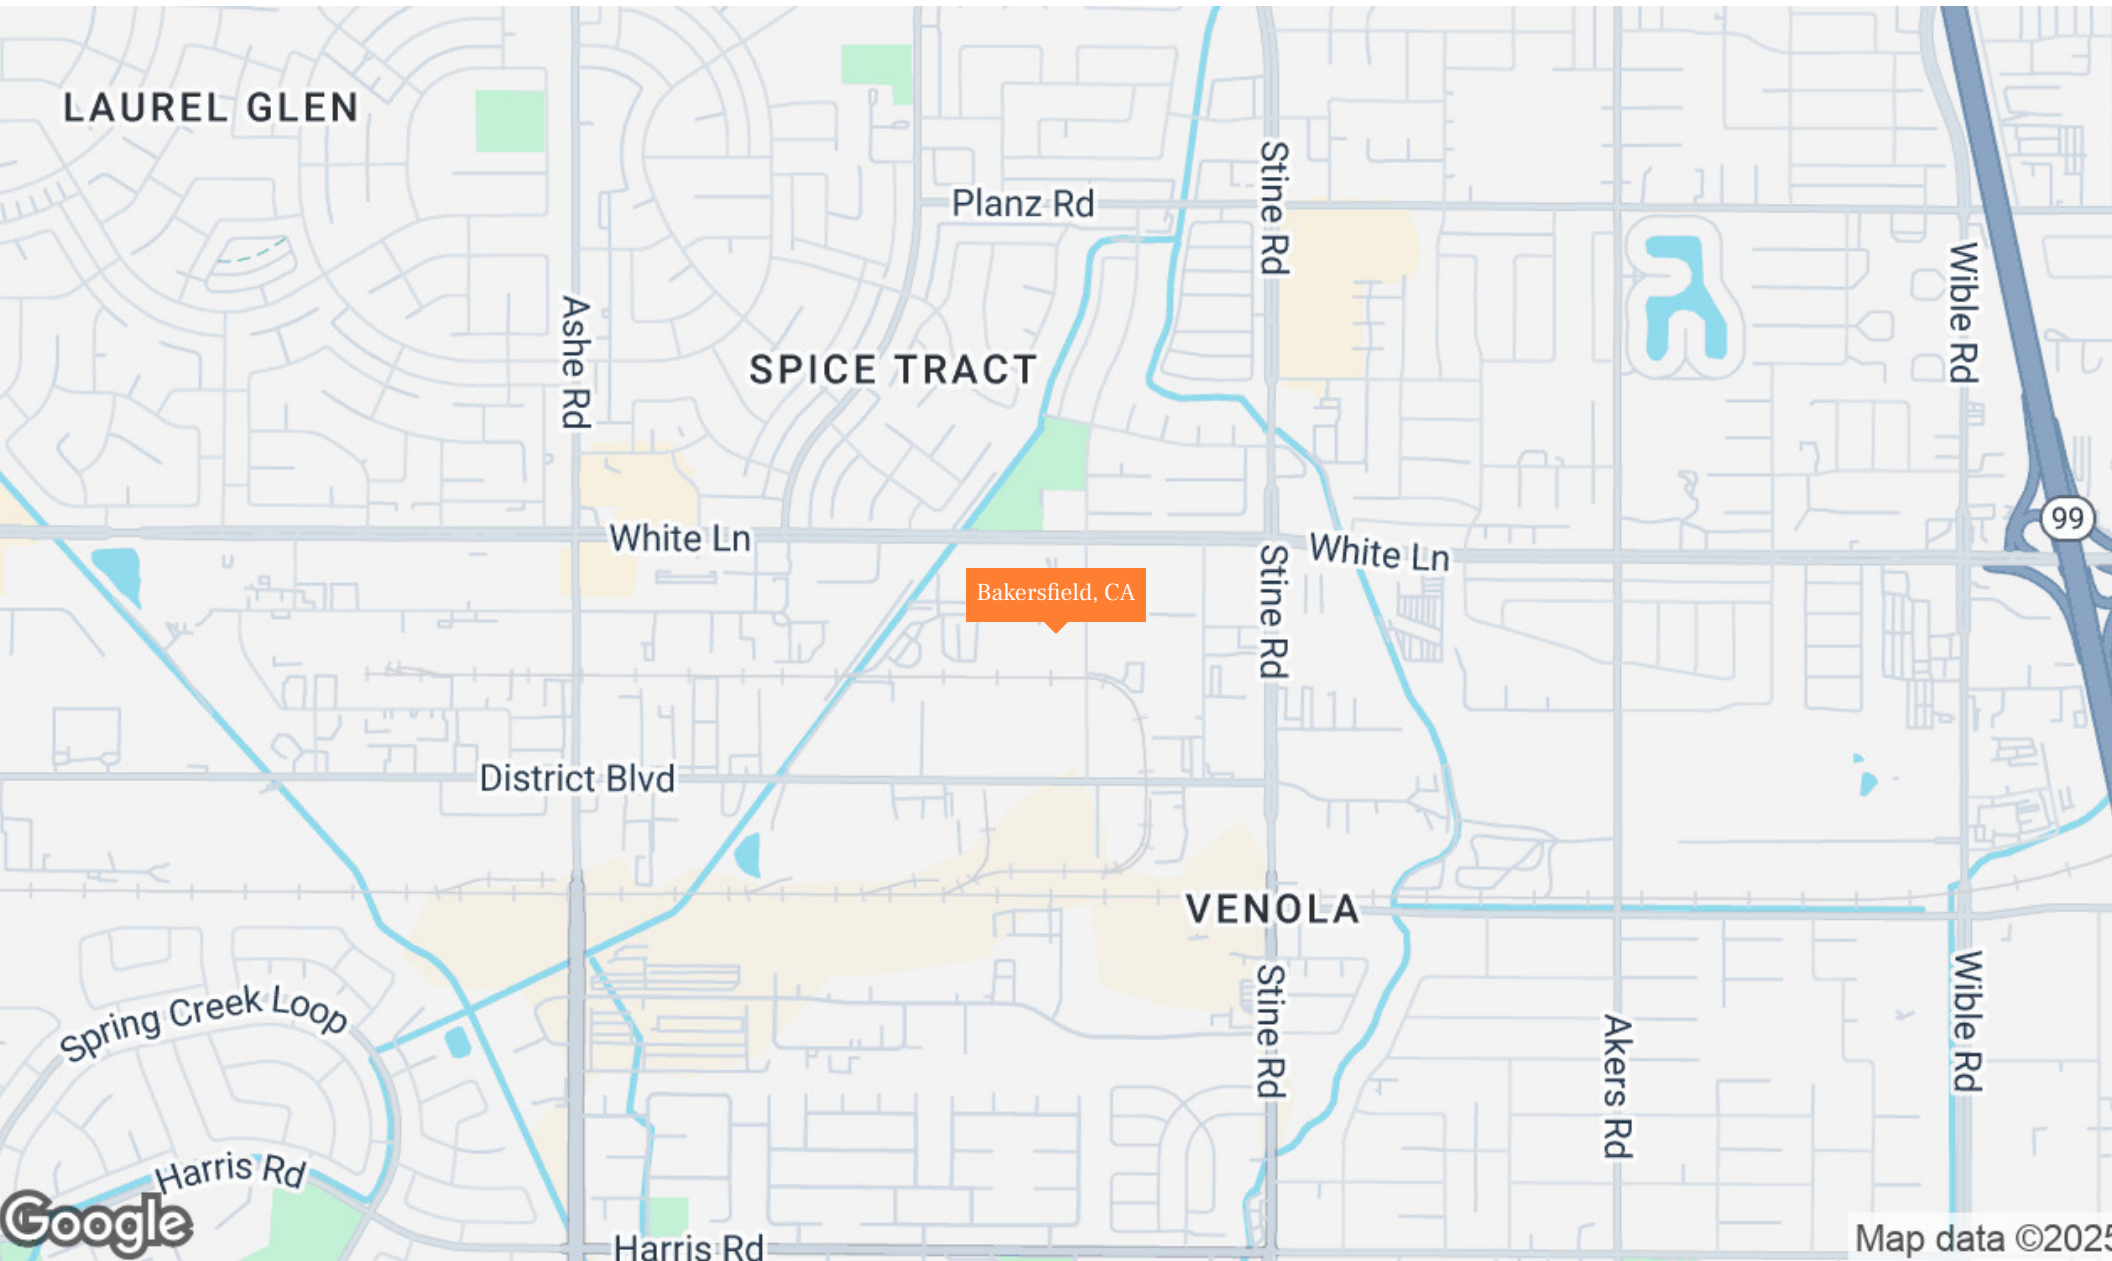 LAUREL GLEN
Stine Rd
Planz Rd
Wible Rd
Ashe Rd
SPICE TRACT
99
White Ln
White Ln
Bakersfield, CA
Stine Rd
District Blvd
VENOLA
Stine Rd
Wible Rd
Spring Creek Loop
Akers Rd
Harris Rd
Google
Harris Rd
Map data ©2025